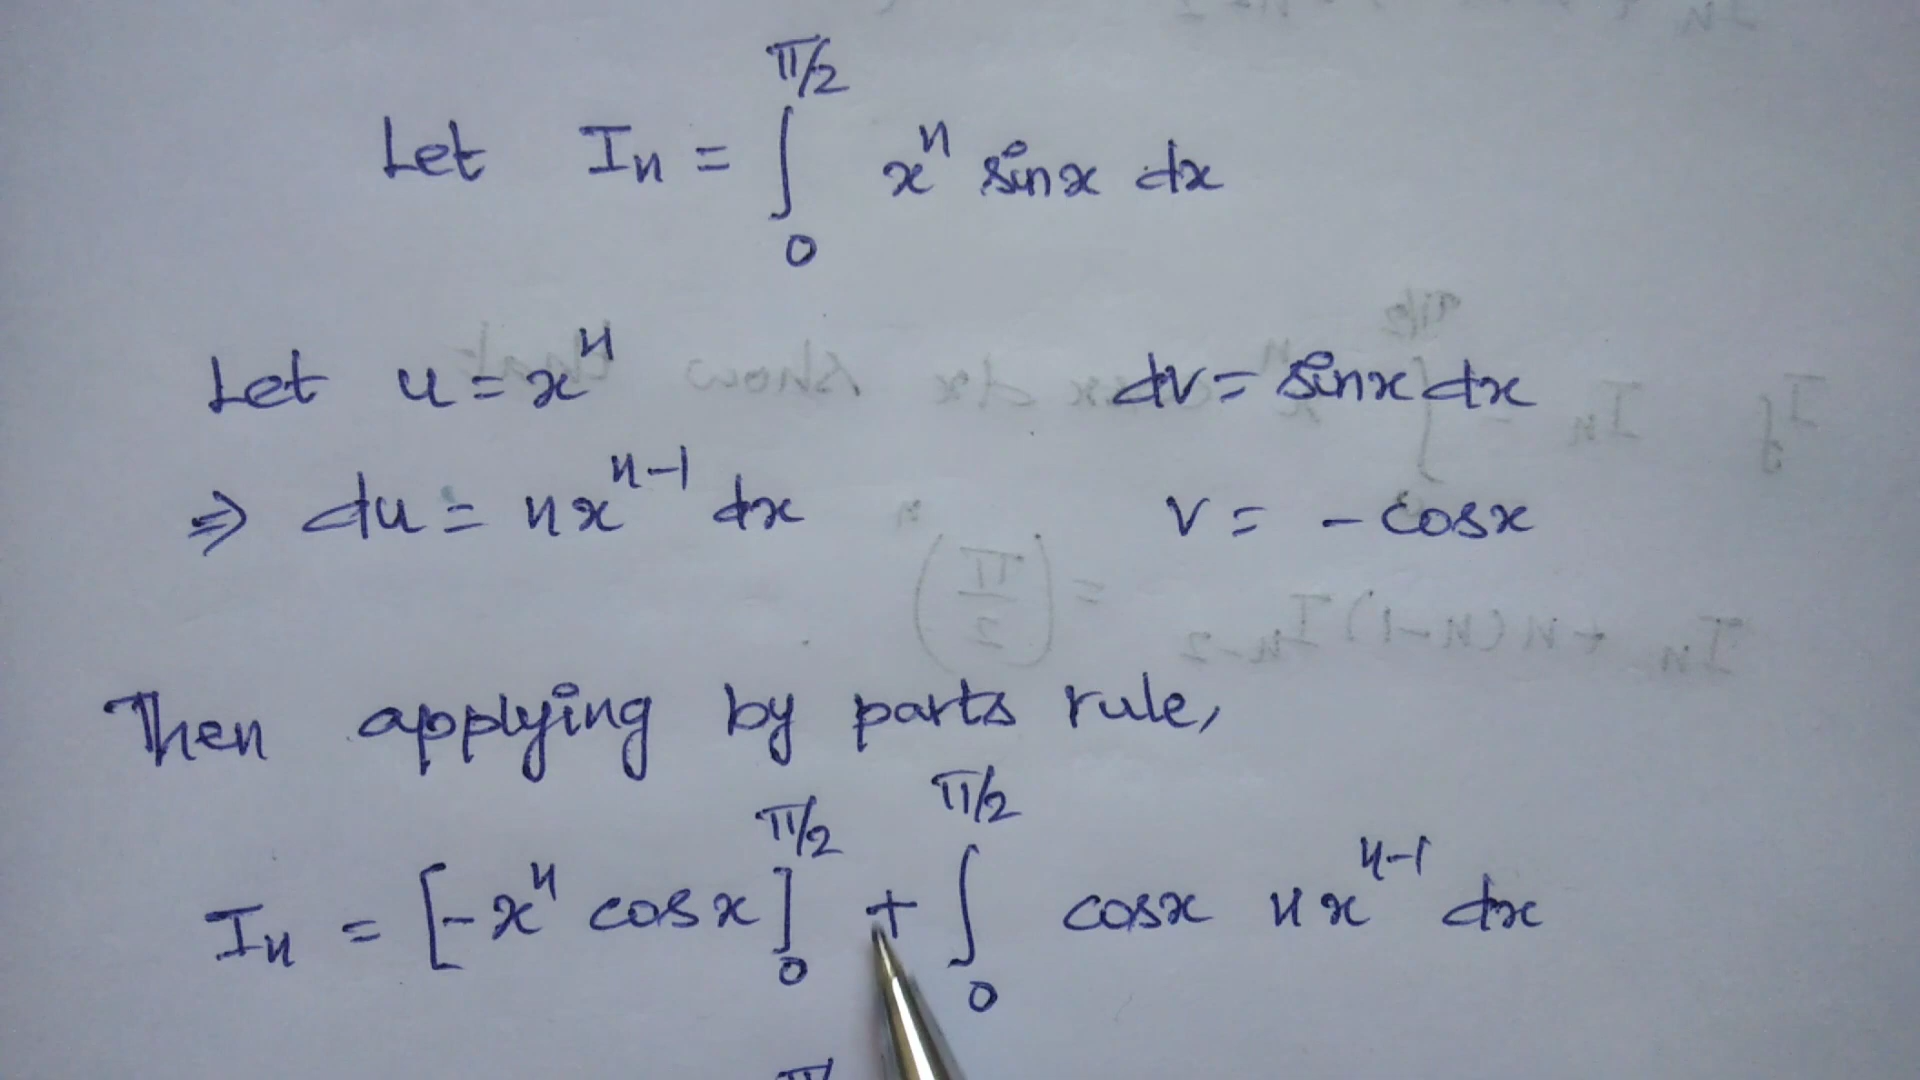 Let Iₙ = ∫₀^{π/2} xⁿ sinx dx
Let u = xⁿ dv = sinx dx
⇒ du = nxⁿ⁻¹ dx v = -cosx
Then applying by parts rule,
Iₙ = [-xⁿ cosx]₀^{π/2} + ∫₀^{π/2} cosx nxⁿ⁻¹ dx